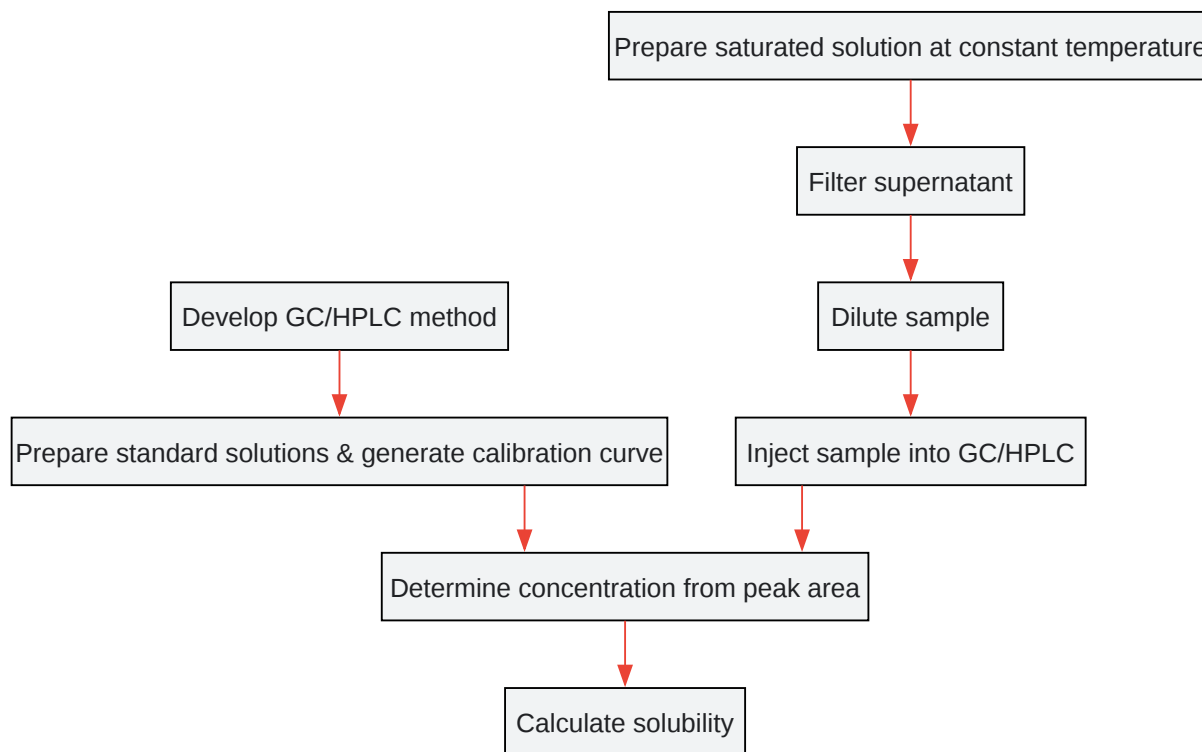 Prepare saturated solution at constant temperature
Filter supernatant
Develop GC/HPLC method
Dilute sample
Prepare standard solutions & generate calibration curve
Inject sample into GC/HPLC
Determine concentration from peak area
Calculate solubility